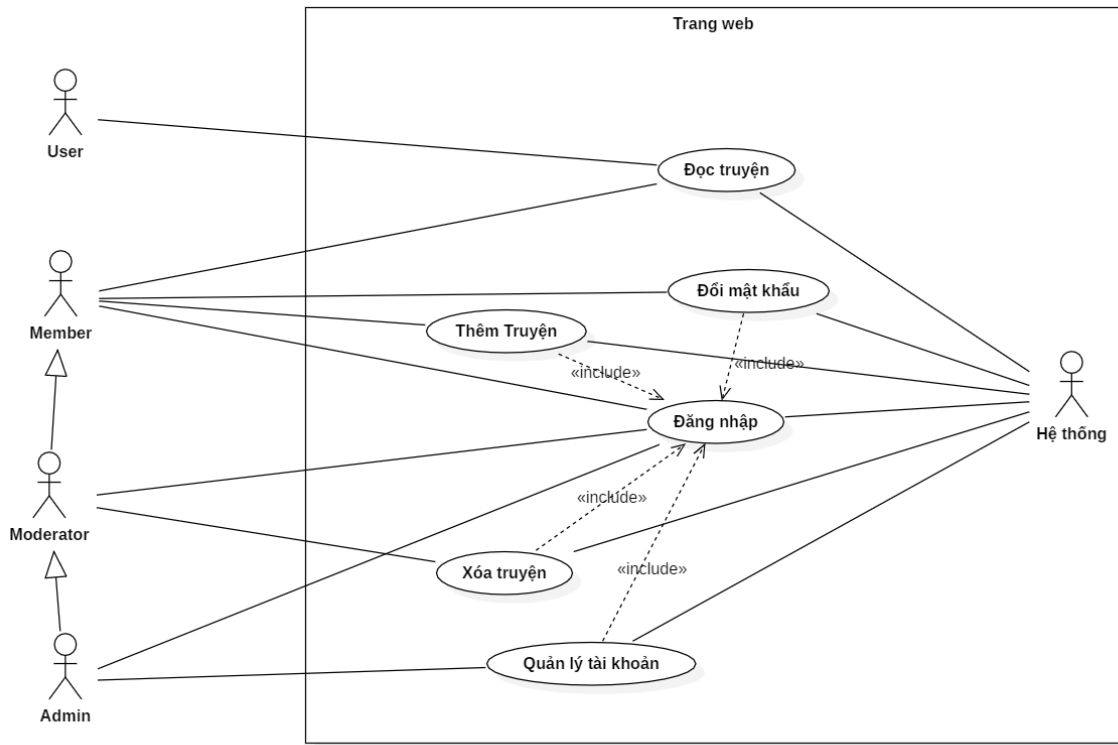 Trang web
User
Đọc truyện
Member
Đổi mật khẩu
Thêm Truyện
«include»
«include»
Đăng nhập
Hệ thống
Moderator
«include»
Xóa truyện
«include»
Quản lý tài khoản
Admin